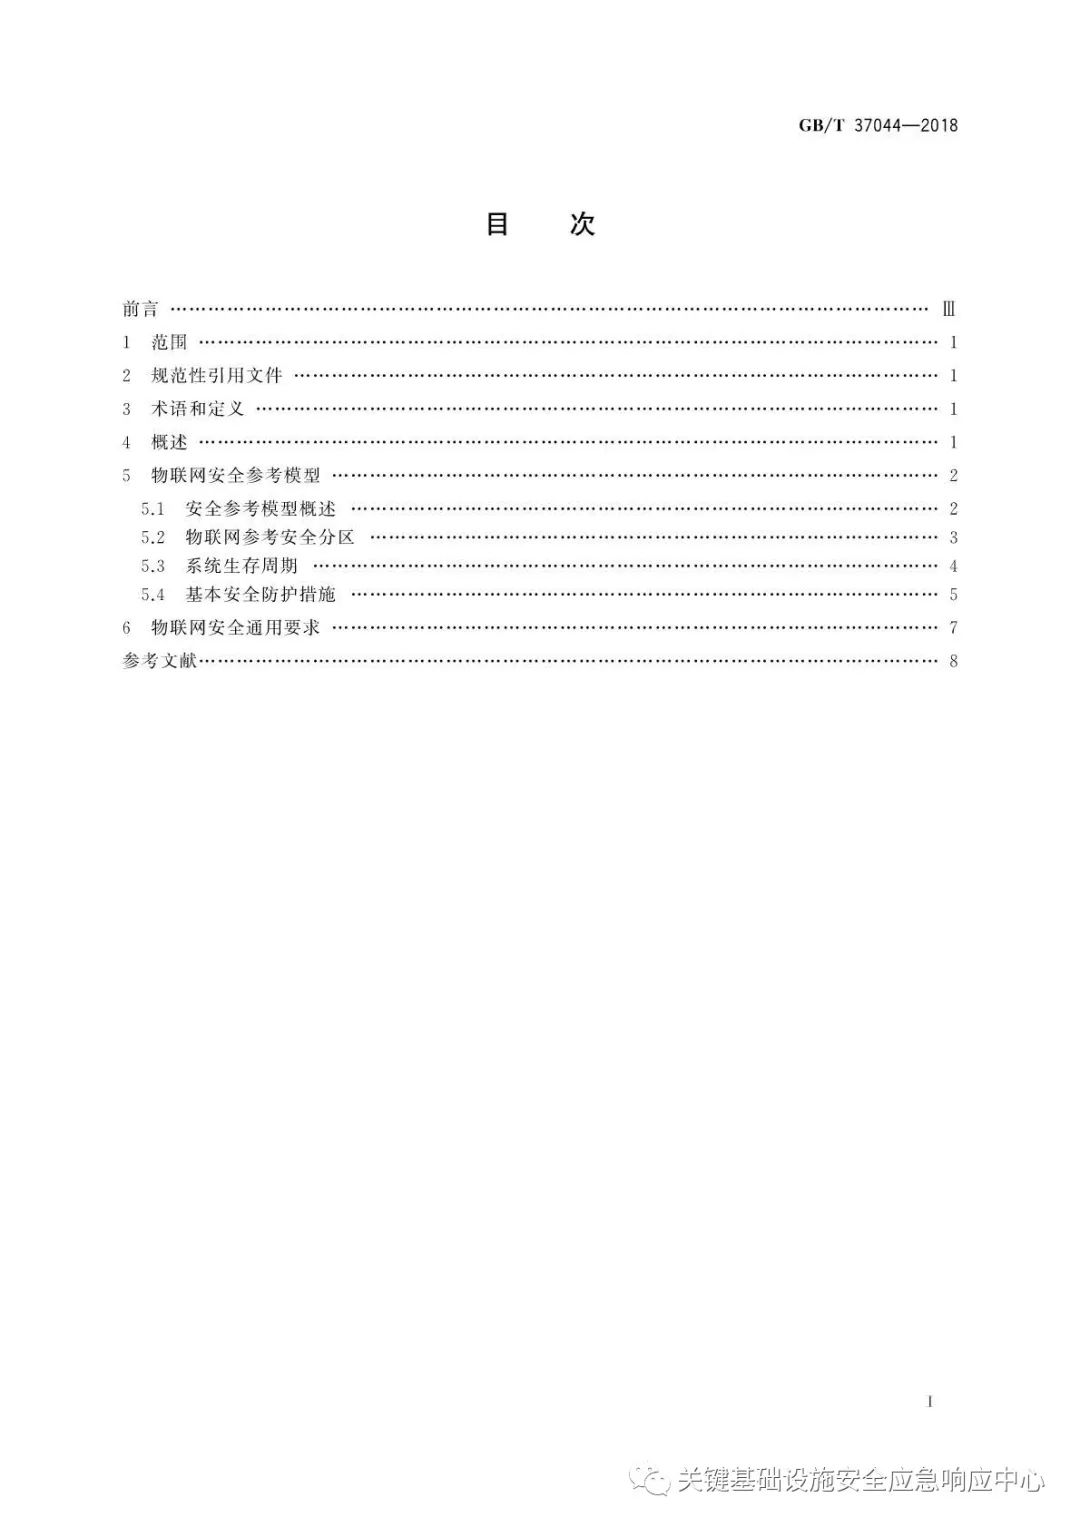 GB/T 37044—2018
目 次
前言 …………………………………………………………………………………………… Ⅲ
1 范围 ………………………………………………………………………………………… 1
2 规范性引用文件 …………………………………………………………………………… 1
3 术语和定义 ………………………………………………………………………………… 1
4 概述 ………………………………………………………………………………………… 1
5 物联网安全参考模型 ……………………………………………………………………… 2
5.1 安全参考模型概述 ……………………………………………………………………… 2
5.2 物联网参考安全分区 …………………………………………………………………… 3
5.3 系统生存周期 …………………………………………………………………………… 4
5.4 基本安全防护措施 ……………………………………………………………………… 5
6 物联网安全通用要求 ……………………………………………………………………… 7
参考文献………………………………………………………………………………………… 8
I
关键基础设施安全应急响应中心